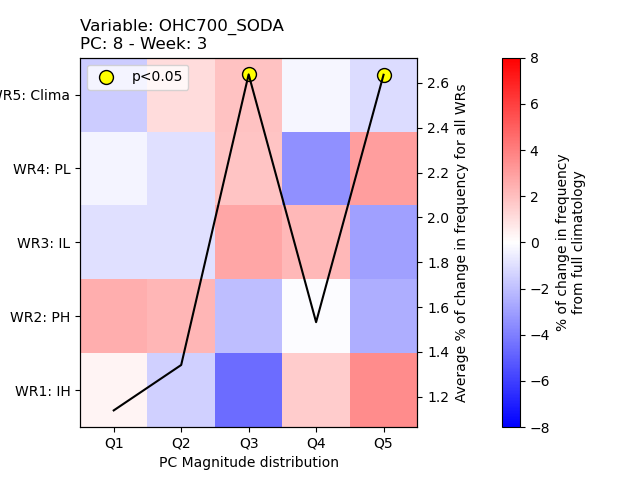 Variable: OHC700_SODA
PC: 8 - Week: 3
p<0.05
WR5: Clima
WR4: PL
WR3: IL
WR2: PH
WR1: IH
Q1 Q2 Q3 Q4 Q5
PC Magnitude distribution
2.6
2.4
2.2
2.0
1.8
1.6
1.4
1.2
Average % of change in frequency for all WRs
8
6
4
2
0
−2
−4
−6
−8
% of change in frequency
from full climatology